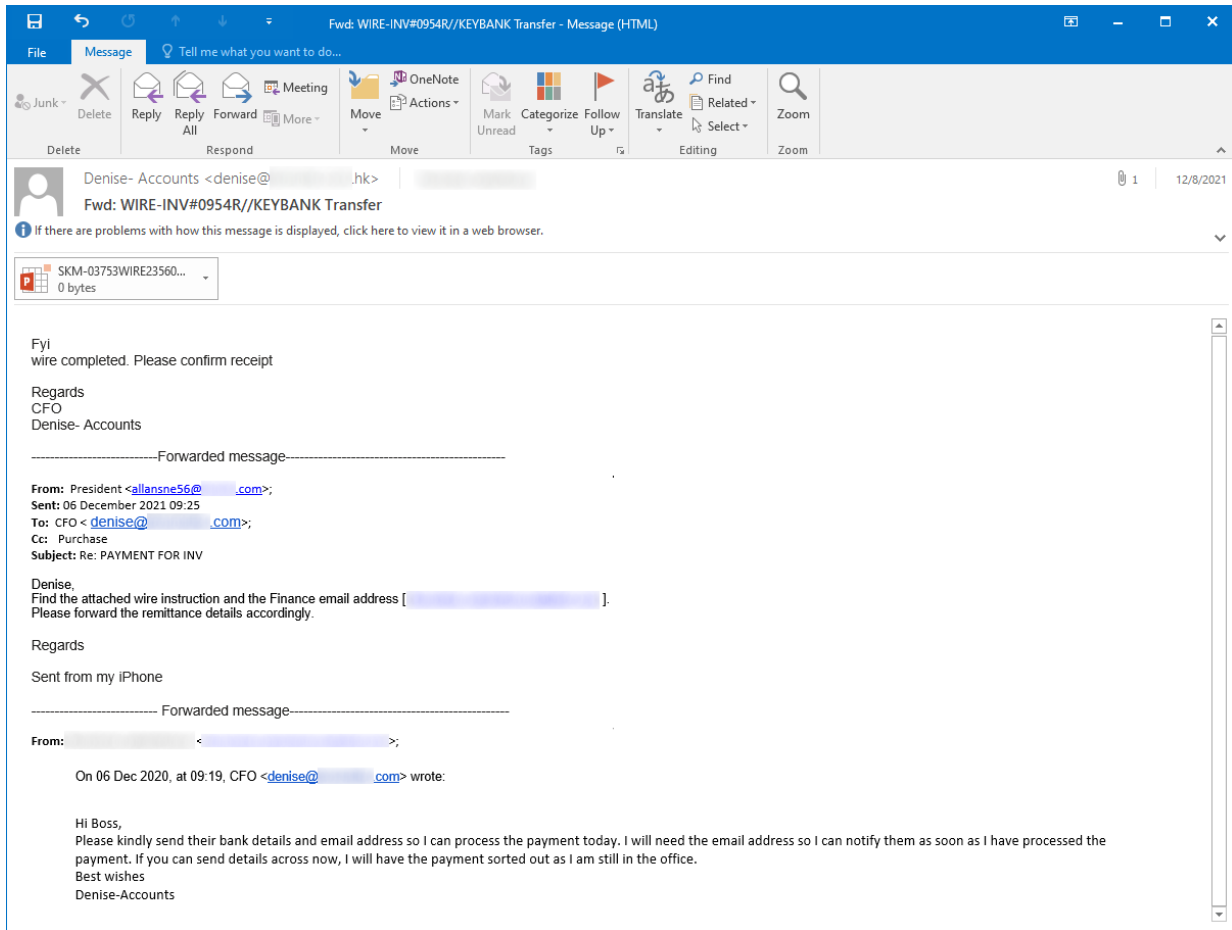 Fwd: WIRE-INV#0954R//KEYBANK Transfer - Message (HTML)
File Message Tell me what you want to do...
Junk
Delete
Reply
Reply All
Forward
Meeting
More
Move
OneNote
Actions
Mark Unread
Categorize
Follow Up
Translate
Find
Related
Select
Zoom
Delete Respond Move Tags Editing Zoom
Denise- Accounts <denise@ .hk>
1 12/8/2021
Fwd: WIRE-INV#0954R//KEYBANK Transfer
If there are problems with how this message is displayed, click here to view it in a web browser.
SKM-03753WIRE23560...
0 bytes
Fyi
wire completed. Please confirm receipt
Regards
CFO
Denise- Accounts
---------------------------Forwarded message-----------------------------------------------
From: President <allansne56@ .com>;
Sent: 06 December 2021 09:25
To: CFO < denise@ .com>;
Cc: Purchase
Subject: Re: PAYMENT FOR INV
Denise,
Find the attached wire instruction and the Finance email address [ ].
Please forward the remittance details accordingly.
Regards
Sent from my iPhone
--------------------------- Forwarded message-----------------------------------------------
From: < >;
On 06 Dec 2020, at 09:19, CFO <denise@ .com> wrote:
Hi Boss,
Please kindly send their bank details and email address so I can process the payment today. I will need the email address so I can notify them as soon as I have processed the
payment. If you can send details across now, I will have the payment sorted out as I am still in the office.
Best wishes
Denise-Accounts